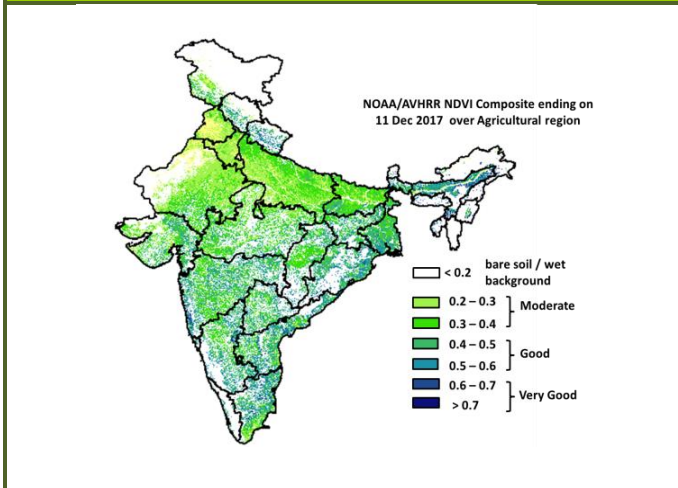 NOAA/AVHRR NDVI Composite ending on
11 Dec 2017 over Agricultural region
< 0.2 bare soil / wet
background
0.2 – 0.3
Moderate
0.3 – 0.4
0.4 – 0.5
Good
0.5 – 0.6
0.6 – 0.7
Very Good
> 0.7